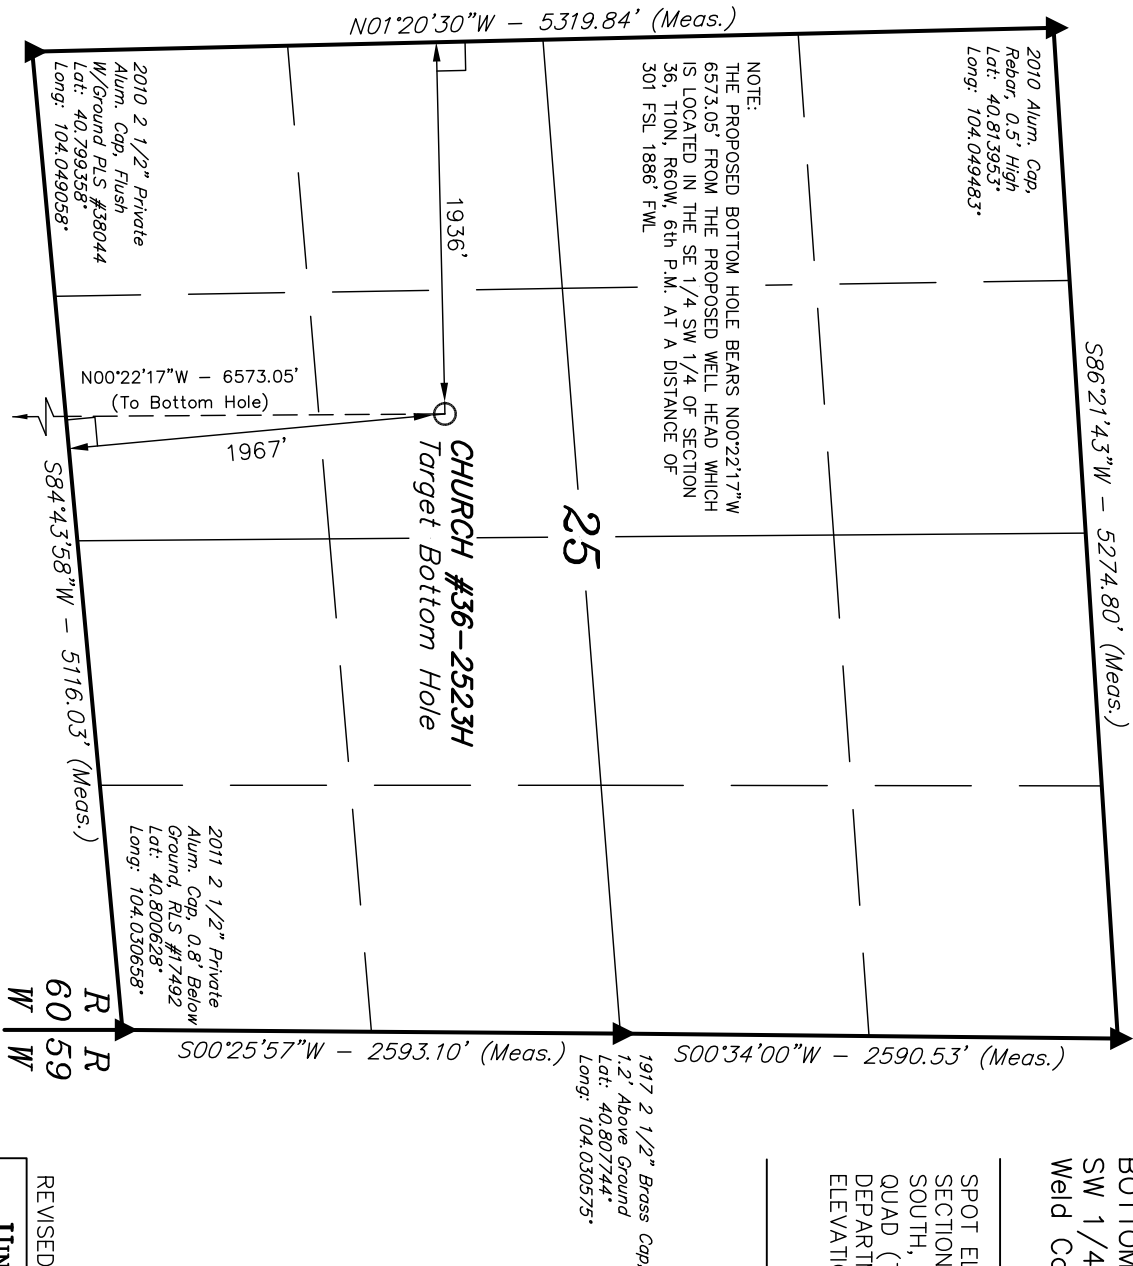 N01°20'30"W - 5319.84' (Meas.)
2010 Alum. Cap,
Rebar, 0.5' High
Lat: 40.813953°
Long: 104.049483°
NOTE:
THE PROPOSED BOTTOM HOLE BEARS N00°22'17"W
6573.05' FROM THE PROPOSED WELL HEAD WHICH
IS LOCATED IN THE SE 1/4 SW 1/4 OF SECTION
36, T10N, R60W, 6th P.M. AT A DISTANCE OF
301 FSL 1886' FWL
2010 2 1/2" Private
Alum. Cap, Flush
W/Ground PLS #38044
Lat: 40.799358°
Long: 104.049058°
1936'
S86°21'43"W - 5274.80' (Meas.)
N00°22'17"W - 6573.05'
(To Bottom Hole)
1967'
CHURCH #36-2523H
Target Bottom Hole
25
S84°43'58"W - 5116.03' (Meas.)
2011 2 1/2" Private
Alum. Cap, 0.8' Below
Ground, RLS #17492
Lat: 40.800628°
Long: 104.030658°
S00°25'57"W - 2593.10' (Meas.)
S00°34'00"W - 2590.53' (Meas.)
1917 2 1/2" Brass Cap,
1.2' Above Ground
Lat: 40.807744°
Long: 104.030575°
R R
60 59
W W
BOTTOM
SW 1/4
Weld Co
SPOT EL
SECTION
SOUTH,
QUAD (
DEPART
ELEVATI
REVISED
UIN